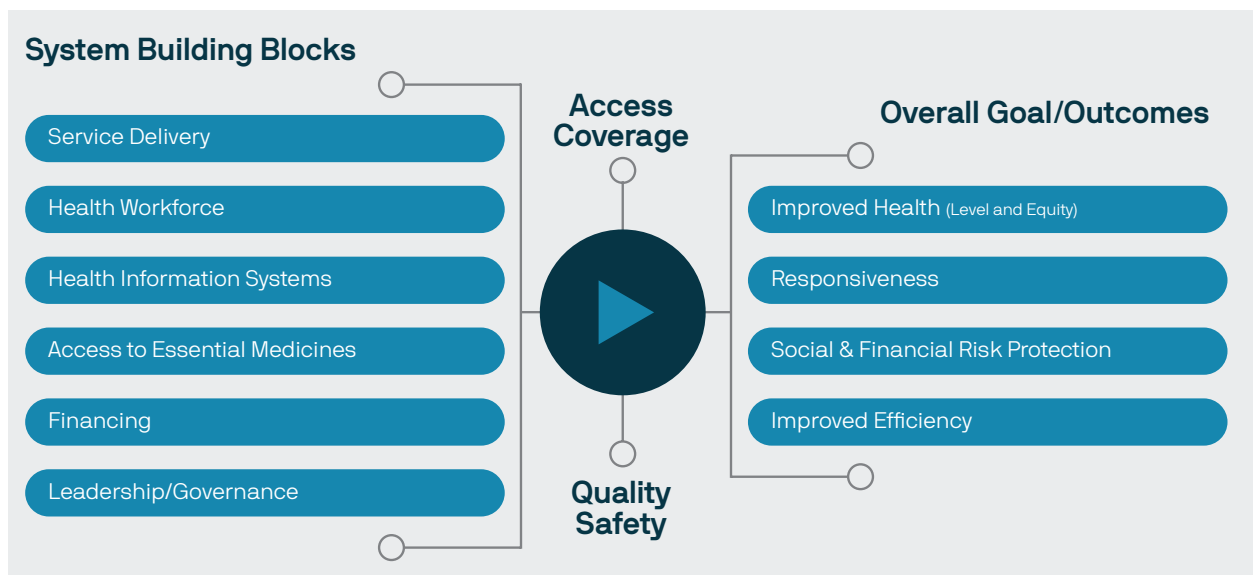 System Building Blocks
Service Delivery
Health Workforce
Health Information Systems
Access to Essential Medicines
Financing
Leadership/Governance
Access
Coverage
Quality
Safety
Overall Goal/Outcomes
Improved Health (Level and Equity)
Responsiveness
Social & Financial Risk Protection
Improved Efficiency